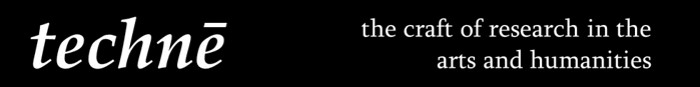 technē
the craft of research in the
arts and humanities